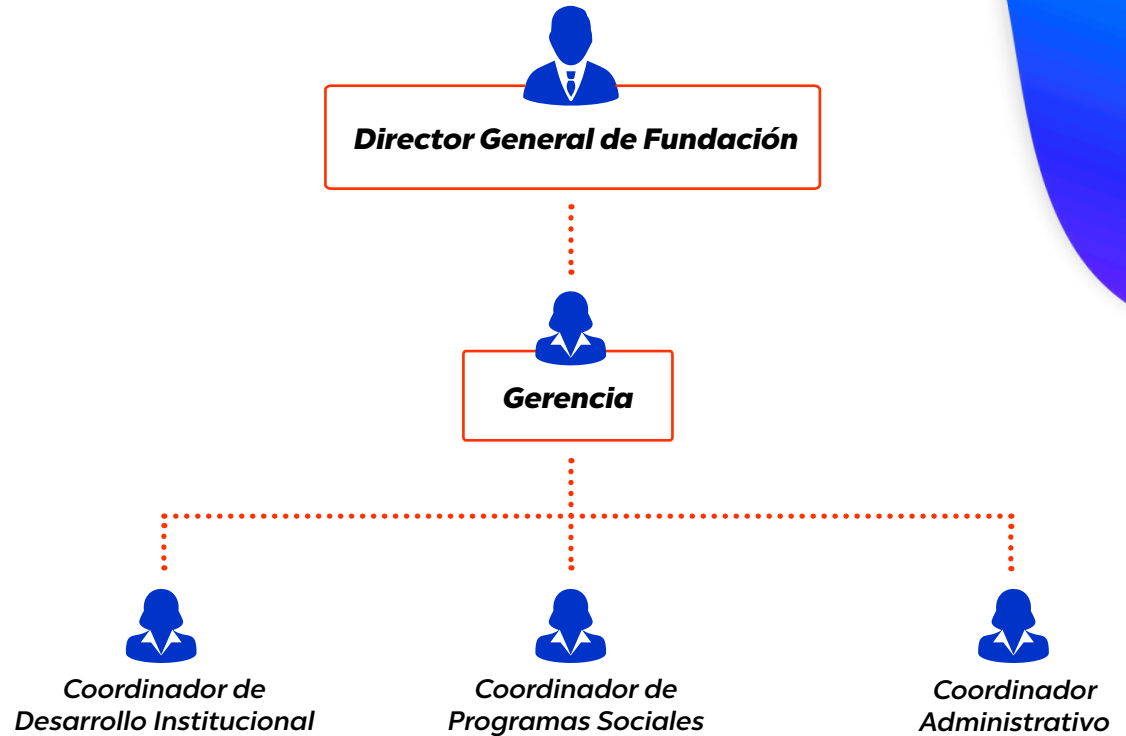 Director General de Fundación
Gerencia
Coordinador de
Desarrollo Institucional
Coordinador de
Programas Sociales
Coordinador
Administrativo